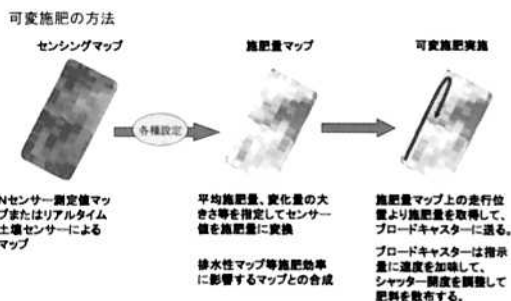 可変施肥の方法
センシングマップ
施肥量マップ
可変施肥実施
各種設定
Nセンサー測定値マッ
プまたはリアルタイム
土壌センサーによる
マップ
平均施肥量、変化量の大
きさ等を指定してセンサー
値を施肥量に変換
排水性マップ等施肥効率
に影響するマップとの合成
施肥量マップ上の走行位
置より施肥量を取得して、
ブロードキャスターに送る。
ブロードキャスターは指示
量に速度を加味して、
シャッター開度を調整して
肥料を散布する。